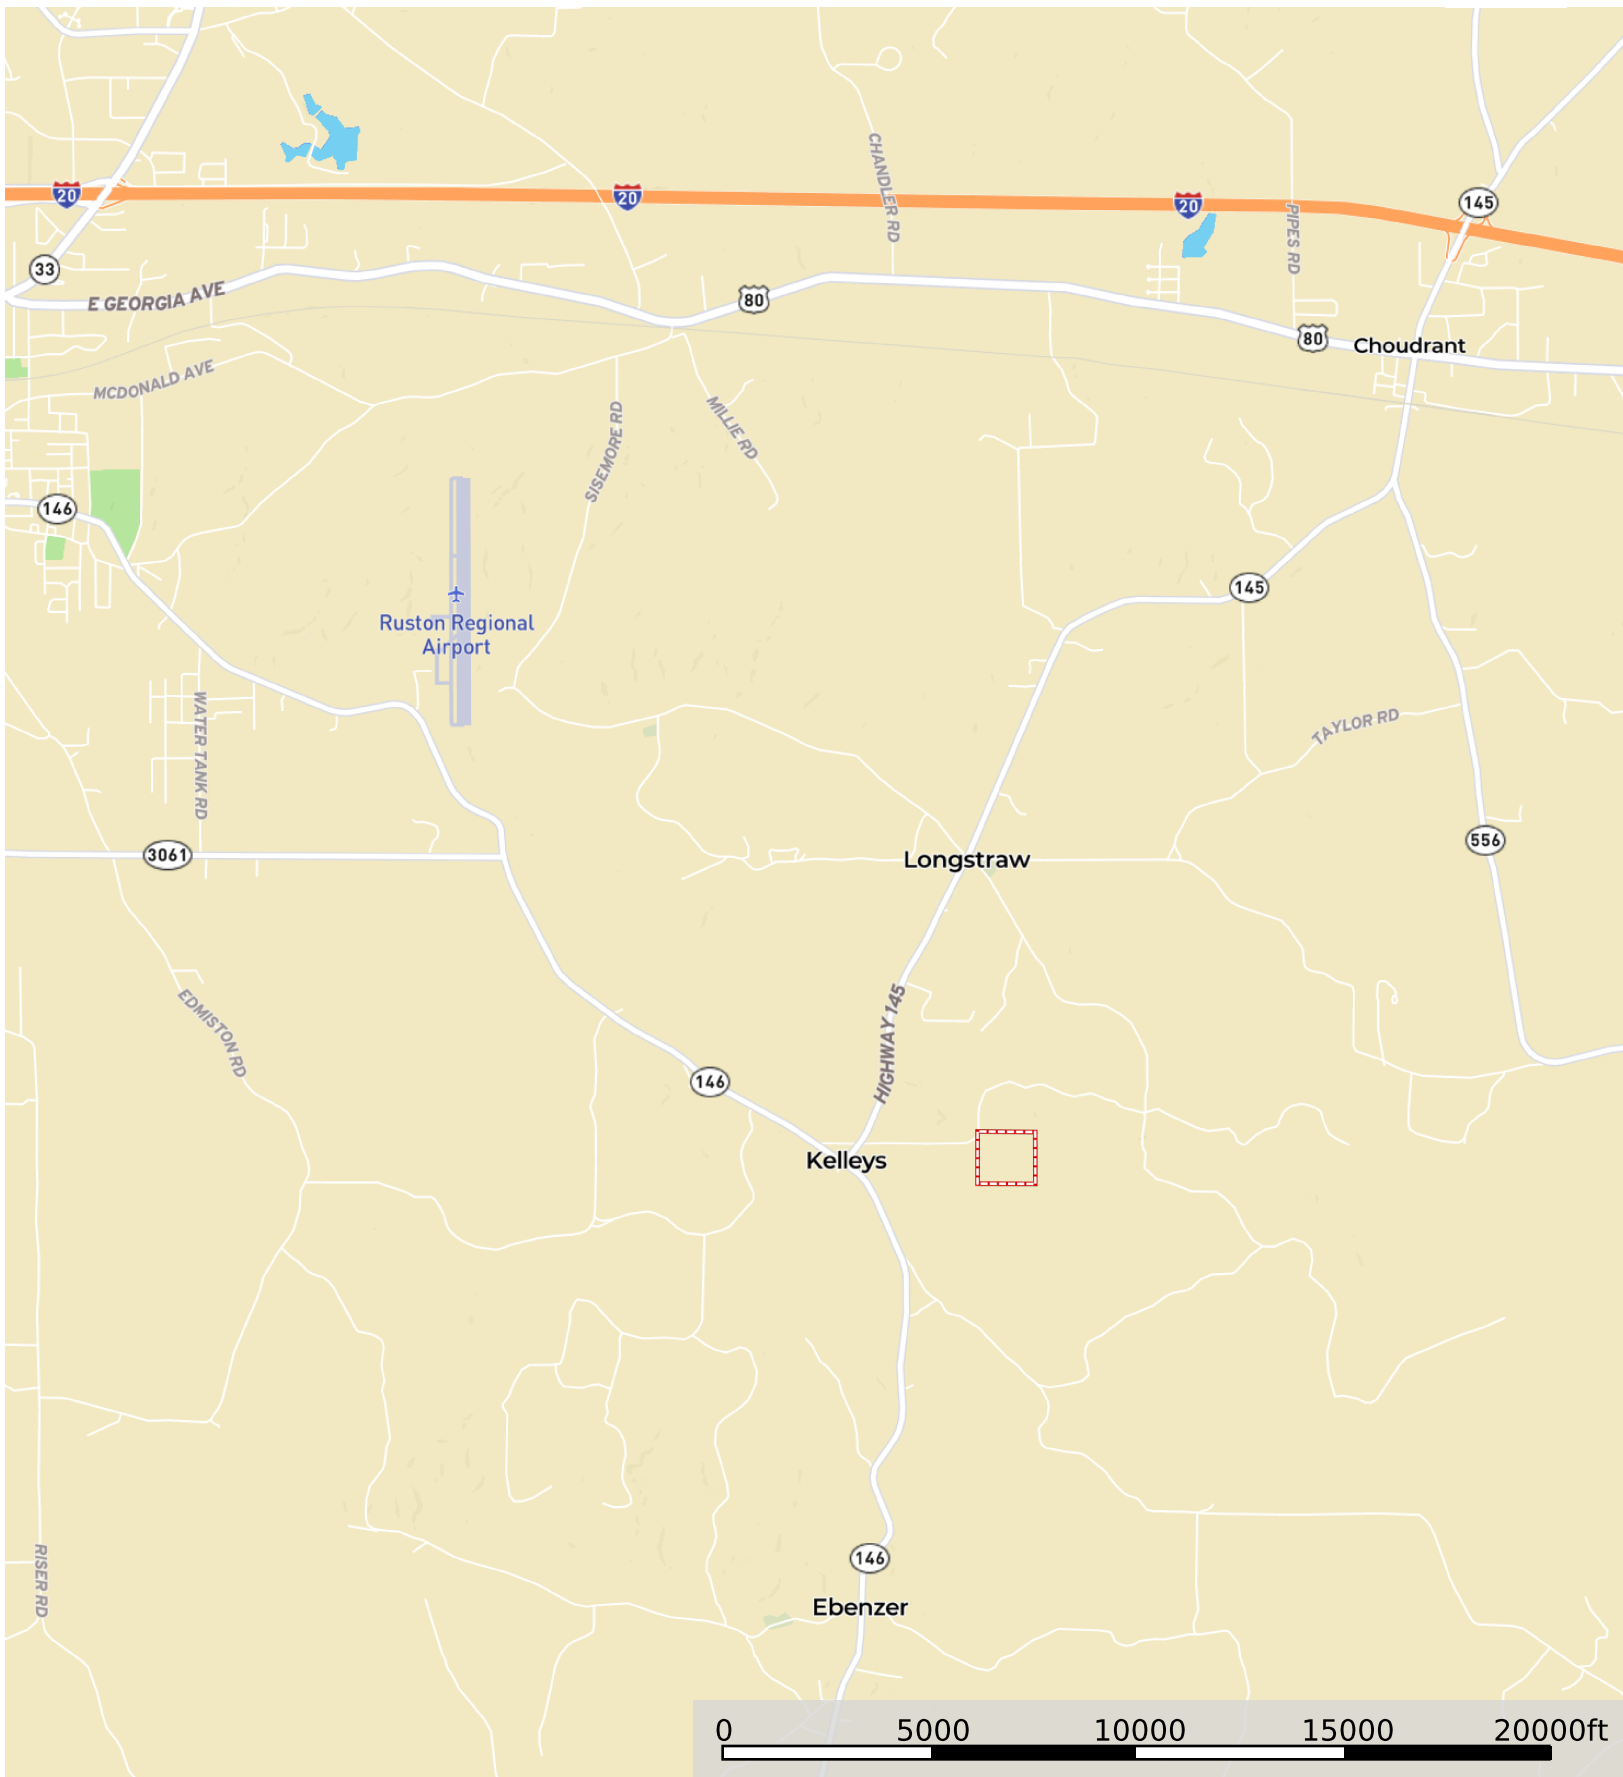 20
20
20
CHANDLER RD
PIPES RD
145
33
E GEORGIA AVE
80
80
Choudrant
MCDONALD AVE
SISEMORE RD
MILLIE RD
146
145
Ruston Regional
Airport
WATER TANK RD
TAYLOR RD
3061
Longstraw
556
EDMISTON RD
HIGHWAY 145
146
Kelleys
146
RISER RD
Ebenzer
0 5000 10000 15000 20000ft